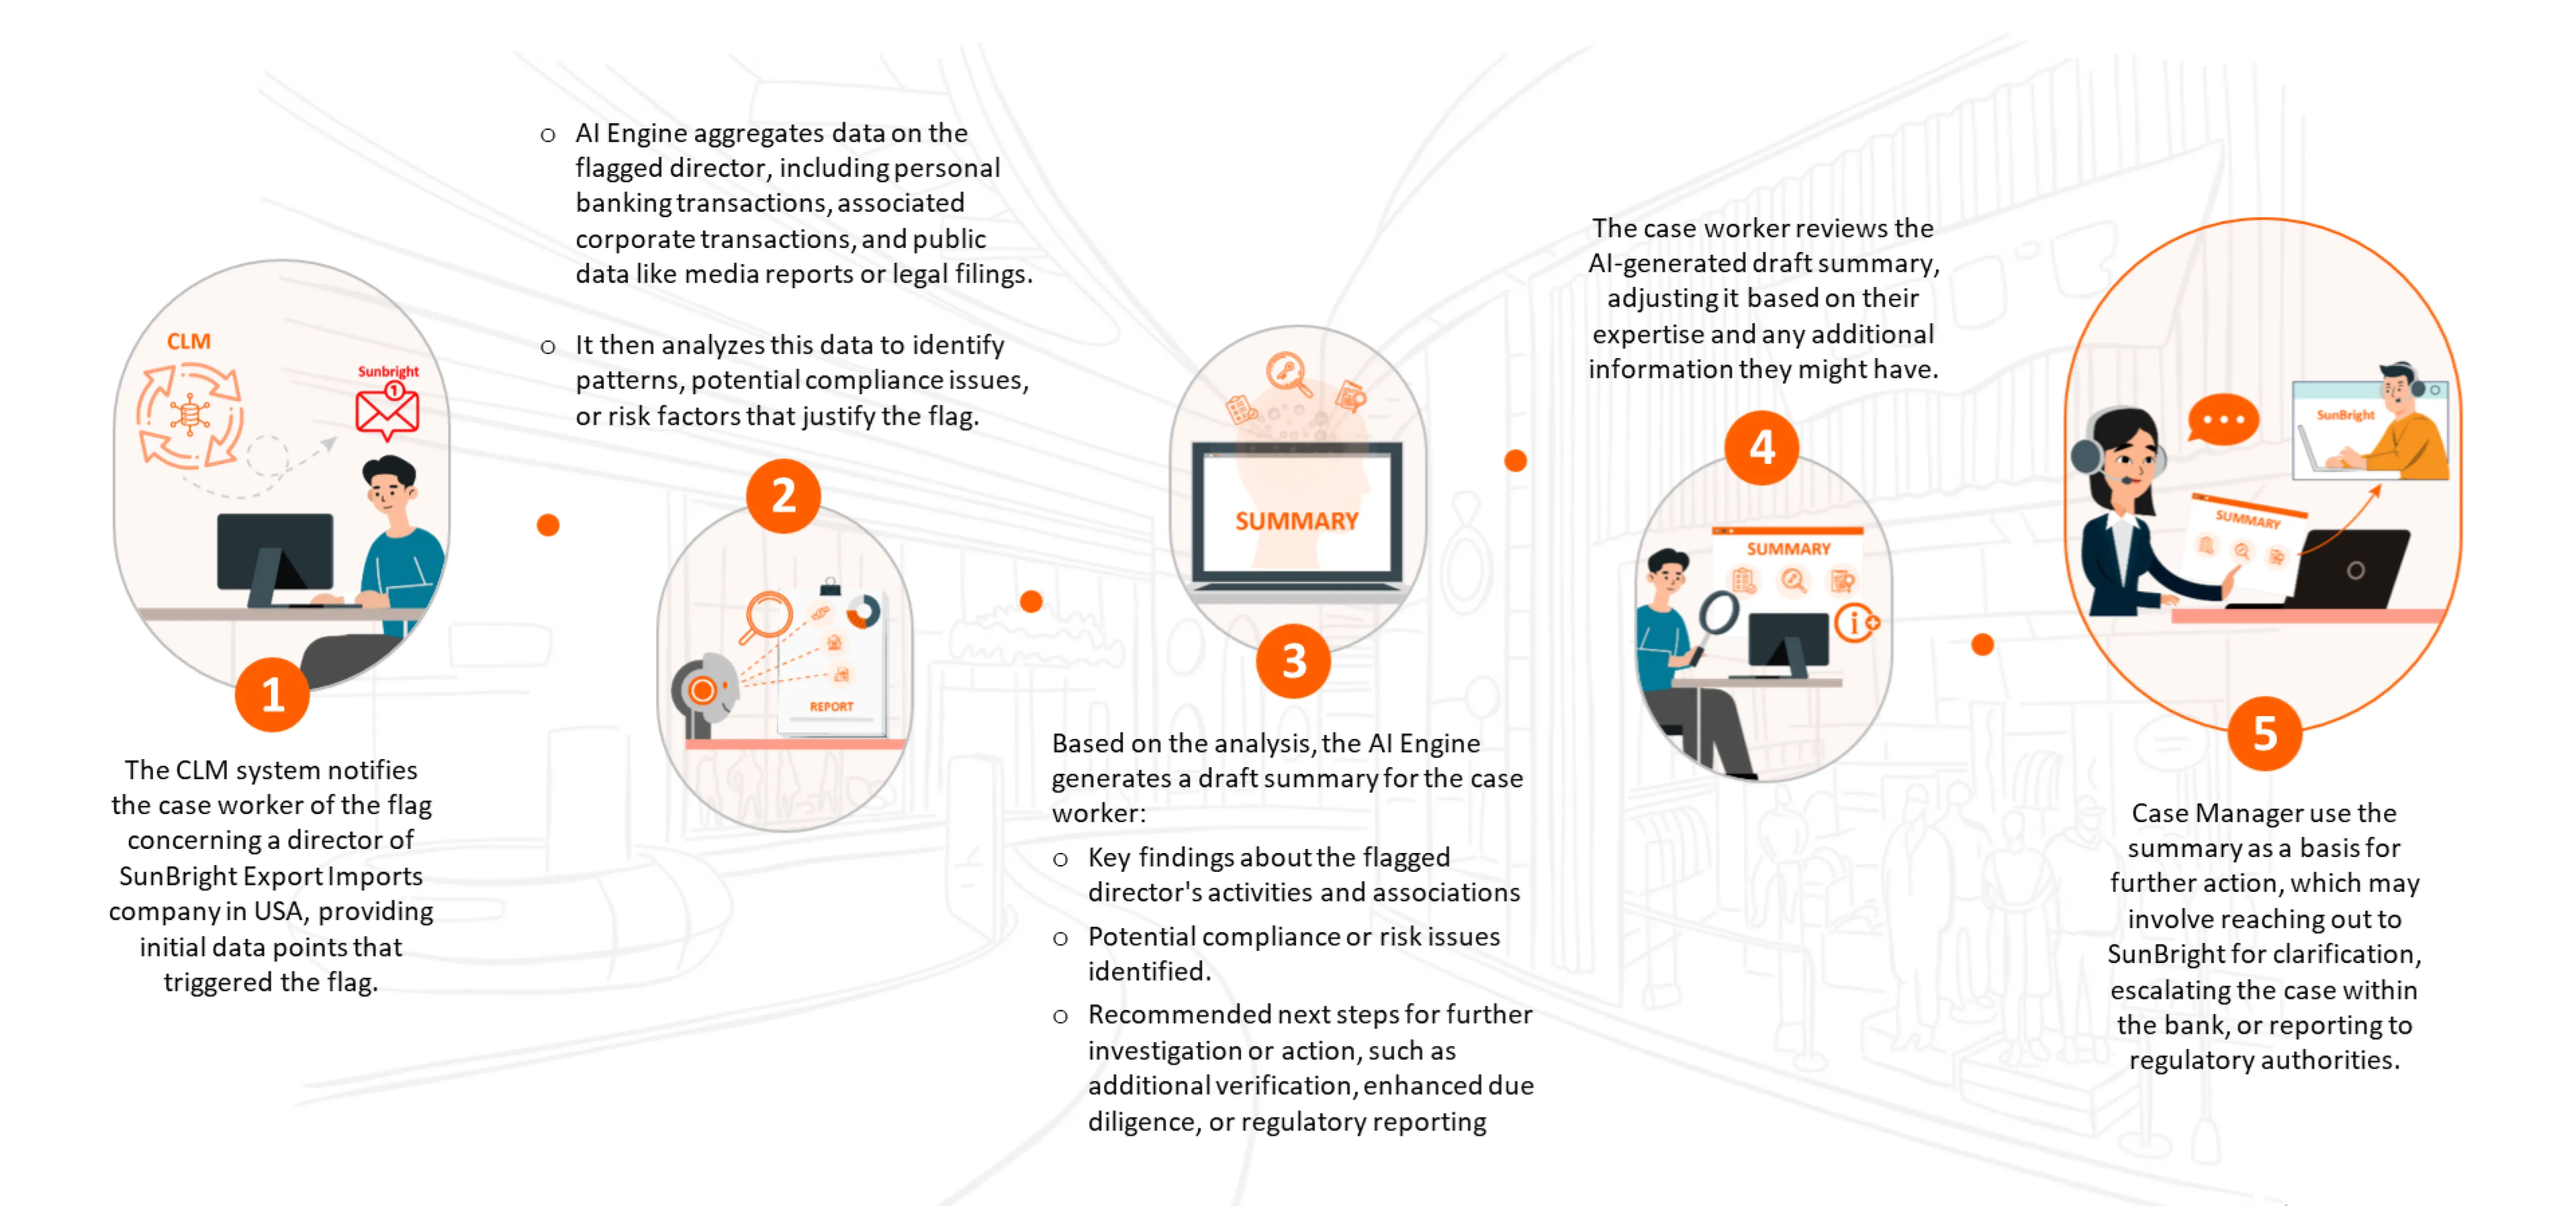 CLM
Sunbright
1
1
The CLM system notifies
the case worker of the flag
concerning a director of
SunBright Export Imports
company in USA, providing
initial data points that
triggered the flag.
o AI Engine aggregates data on the
flagged director, including personal
banking transactions, associated
corporate transactions, and public
data like media reports or legal filings.
o It then analyzes this data to identify
patterns, potential compliance issues,
or risk factors that justify the flag.
2
REPORT
SUMMARY
3
Based on the analysis, the AI Engine
generates a draft summary for the case
worker:
o Key findings about the flagged
director's activities and associations
o Potential compliance or risk issues
identified.
o Recommended next steps for further
investigation or action, such as
additional verification, enhanced due
diligence, or regulatory reporting
The case worker reviews the
AI-generated draft summary,
adjusting it based on their
expertise and any additional
information they might have.
4
SUMMARY
i
SunBright
SUMMARY
5
Case Manager use the
summary as a basis for
further action, which may
involve reaching out to
SunBright for clarification,
escalating the case within
the bank, or reporting to
regulatory authorities.